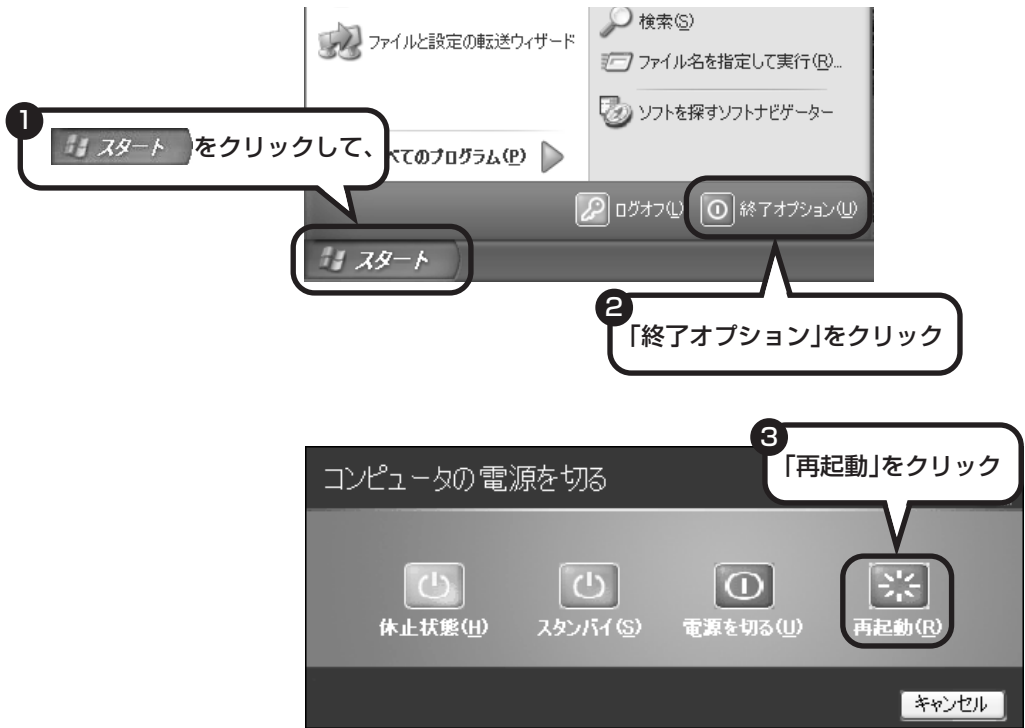 ファイルと設定の転送ウィザード
検索(S)
ファイル名を指定して実行(R)...
ソフトを探すソフトナビゲーター
1
スタート をクリックして、
べてのプログラム(P)
ログオフ(L)
終了オプション(U)
スタート
2
「終了オプション」をクリック
3
「再起動」をクリック
コンピュータの電源を切る
休止状態(H)
スタンバイ(S)
電源を切る(U)
再起動(R)
キャンセル